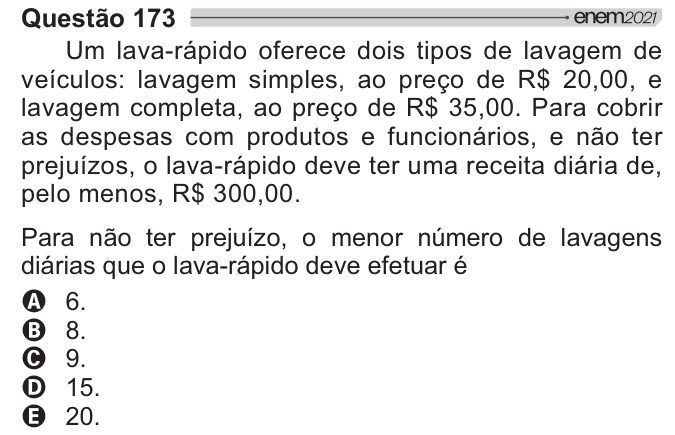 Questão 173 enem2021
Um lava-rápido oferece dois tipos de lavagem de
veículos: lavagem simples, ao preço de R$ 20,00, e
lavagem completa, ao preço de R$ 35,00. Para cobrir
as despesas com produtos e funcionários, e não ter
prejuízos, o lava-rápido deve ter uma receita diária de,
pelo menos, R$ 300,00.
Para não ter prejuízo, o menor número de lavagens
diárias que o lava-rápido deve efetuar é
A 6.
B 8.
C 9.
D 15.
E 20.